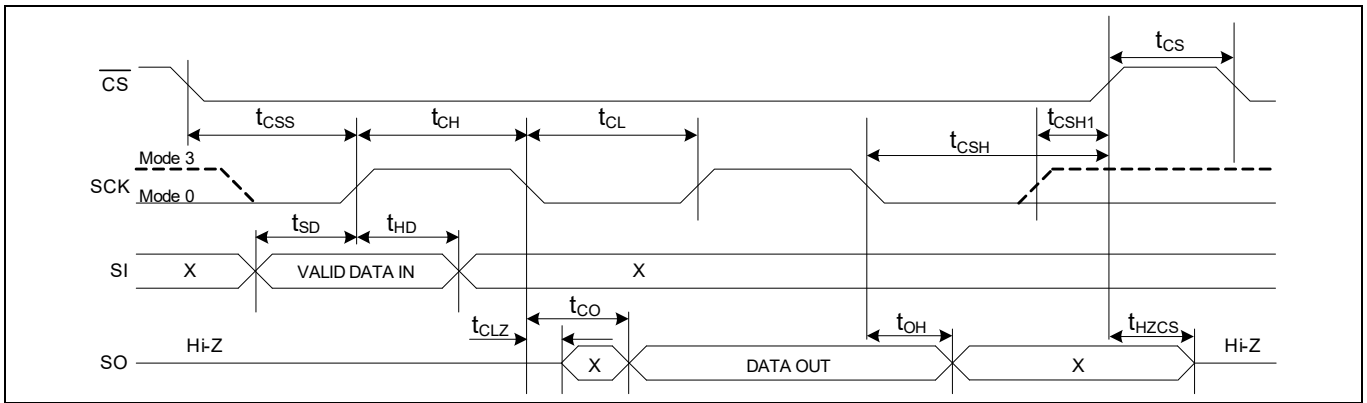 tCS
CS
tCSS
tCH
tCL
tCSH1
tCSH
Mode 3
SCK
Mode 0
tSD
tHD
SI
X
VALID DATA IN
X
tCO
tCLZ
tOH
tHZCS
Hi-Z
Hi-Z
SO
X
DATA OUT
X